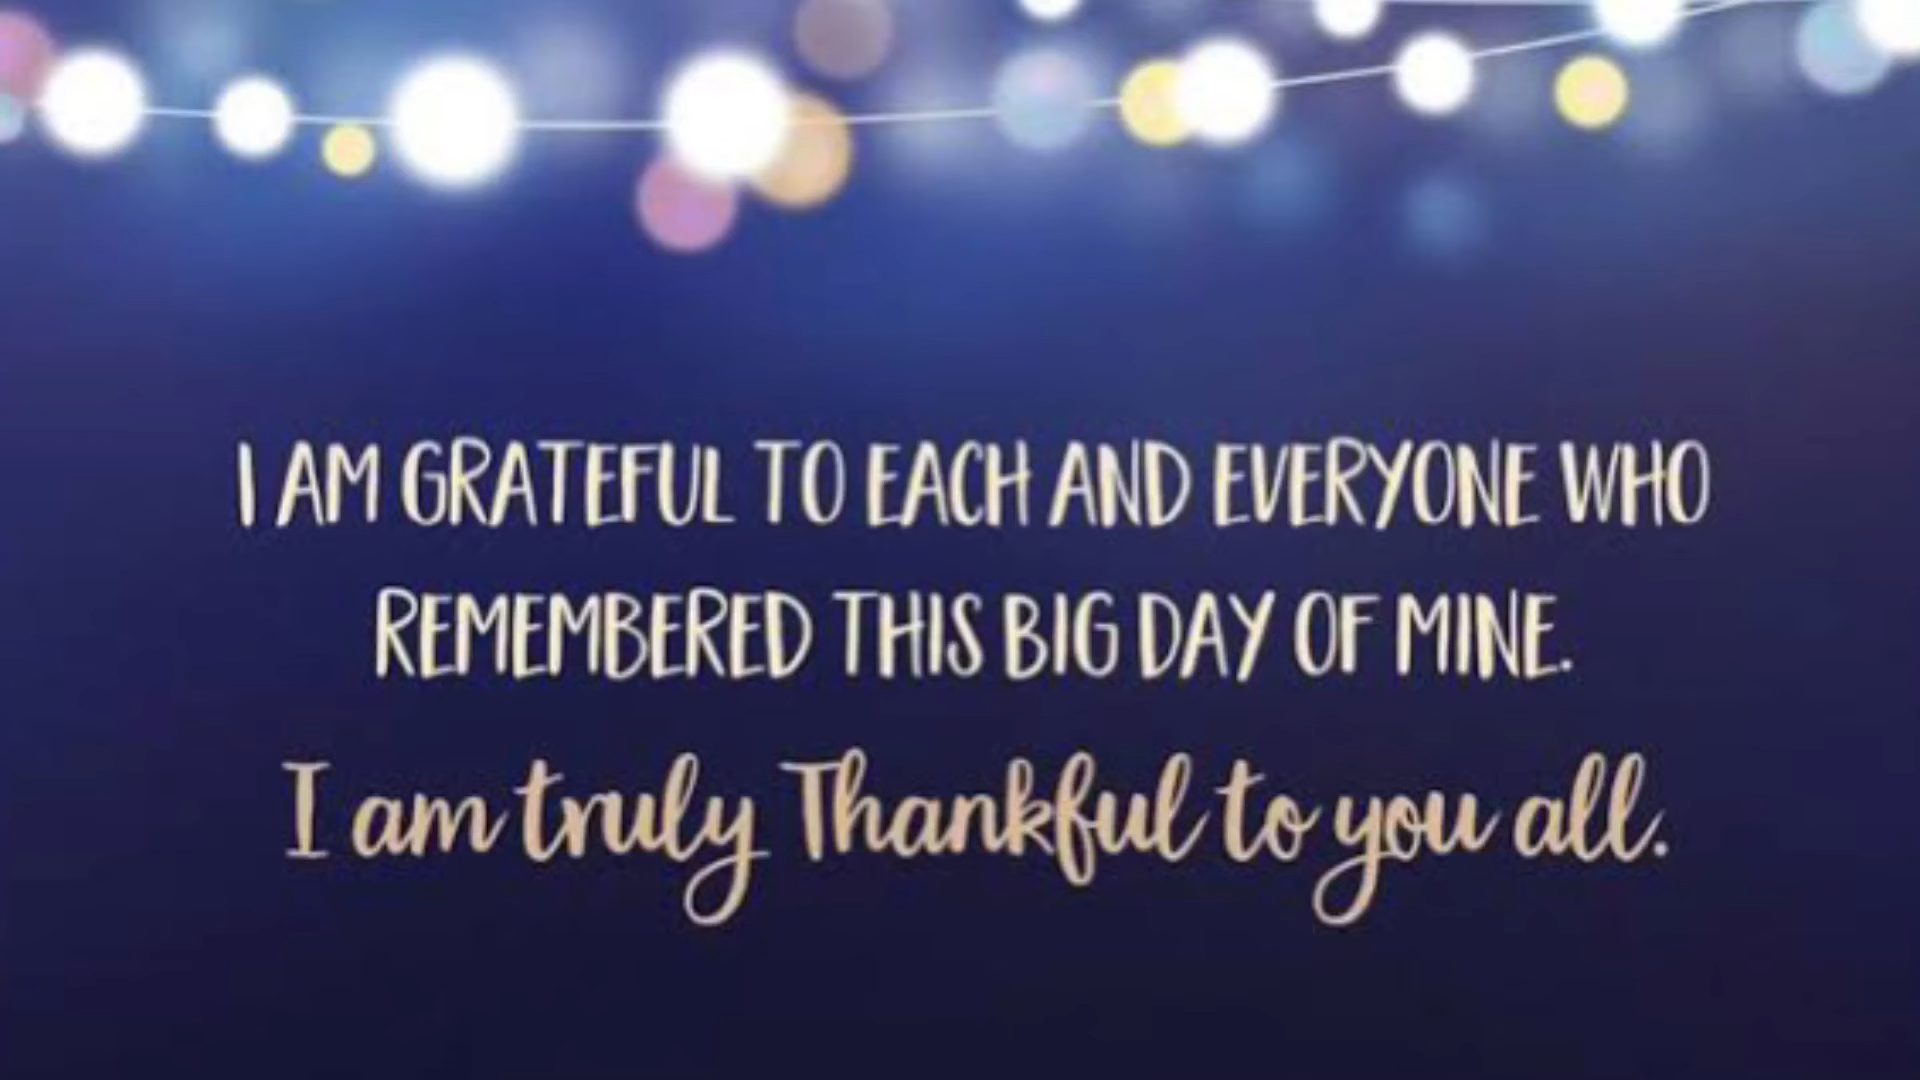 I AM GRATEFUL TO EACH AND EVERYONE WHO
REMEMBERED THIS BIG DAY OF MINE.
I am truly Thankful to you all.